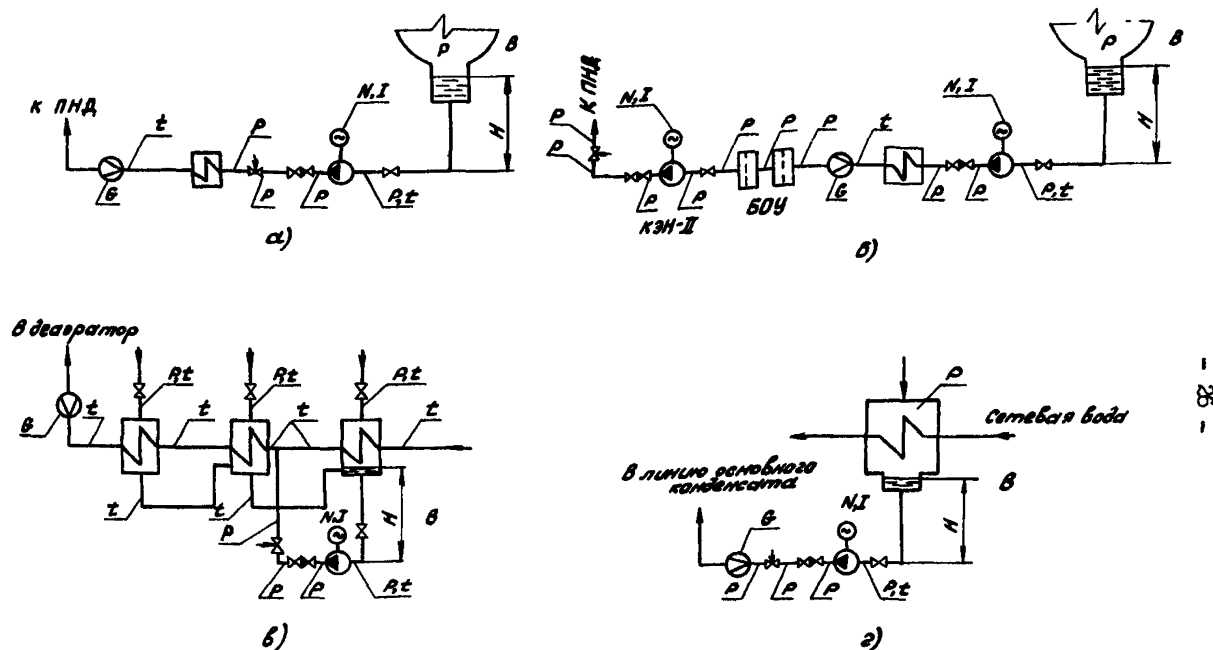 P
B
N,I
к ПНД
t
P
H
G
P
P
P,t
а)
P
B
N,I
N,I
К ПНД
P
P
P
P
P
t
H
P
P
G
P
P
P,t
КЭН-II
БОУ
б)
В деаэратор
P,t
P,t
P,t
G
t
t
t
t
t
t
P
N,I
H
B
P
P
P,t
в)
P
Сетевая вода
В линию основного
конденсата
B
N,I
H
G
P
P
P
P,t
г)